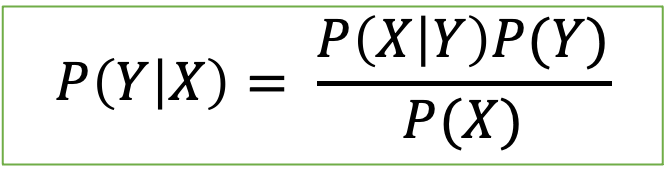 P(Y|X) = P(X|Y)P(Y) / P(X)